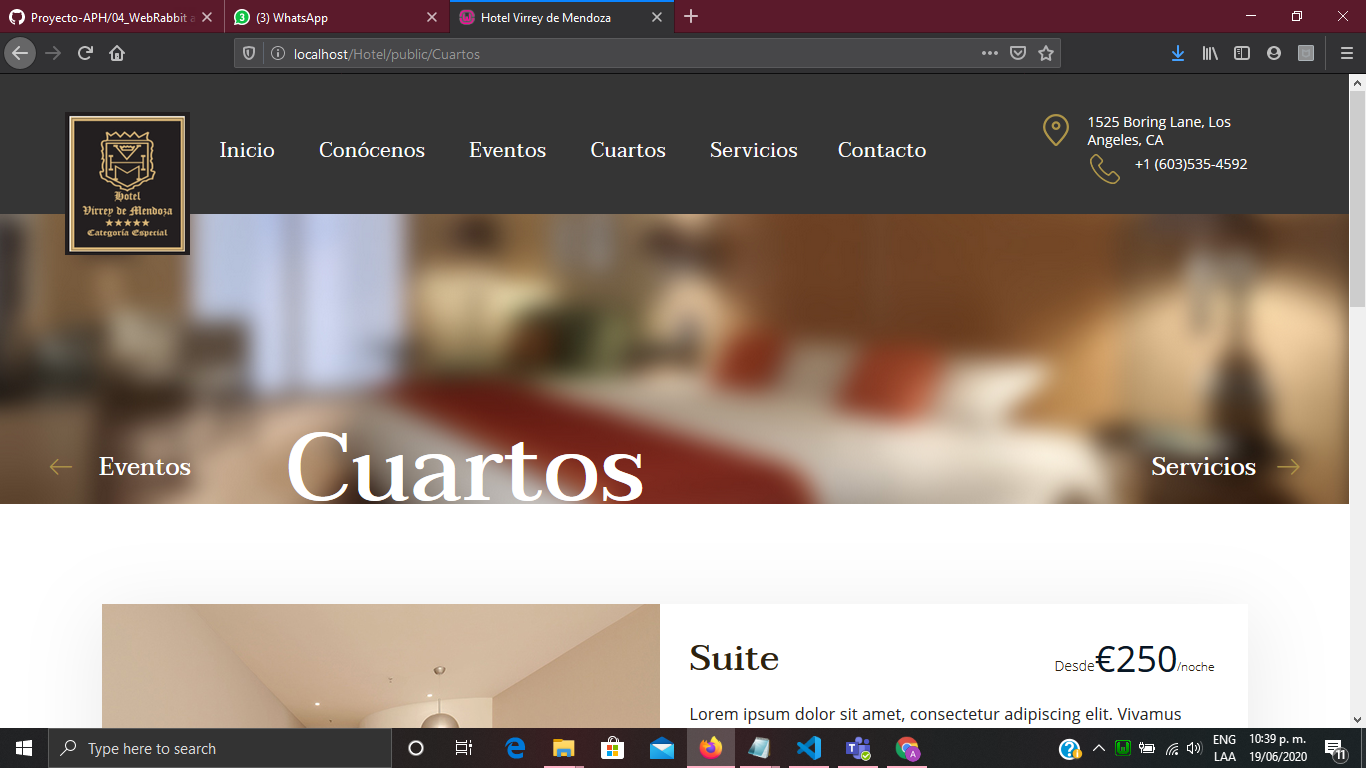 Proyecto-APH/04_WebRabbit a
(3) WhatsApp
Hotel Virrey de Mendoza
localhost/Hotel/public/Cuartos
Hotel
Virrey de Mendoza
Categoría Especial
Inicio
Conócenos
Eventos
Cuartos
Servicios
Contacto
1525 Boring Lane, Los
Angeles, CA
+1 (603)535-4592
Eventos
Cuartos
Servicios
Suite
Desde€250/noche
Lorem ipsum dolor sit amet, consectetur adipiscing elit. Vivamus
Type here to search
ENG
LAA
10:39 p. m.
19/06/2020
11